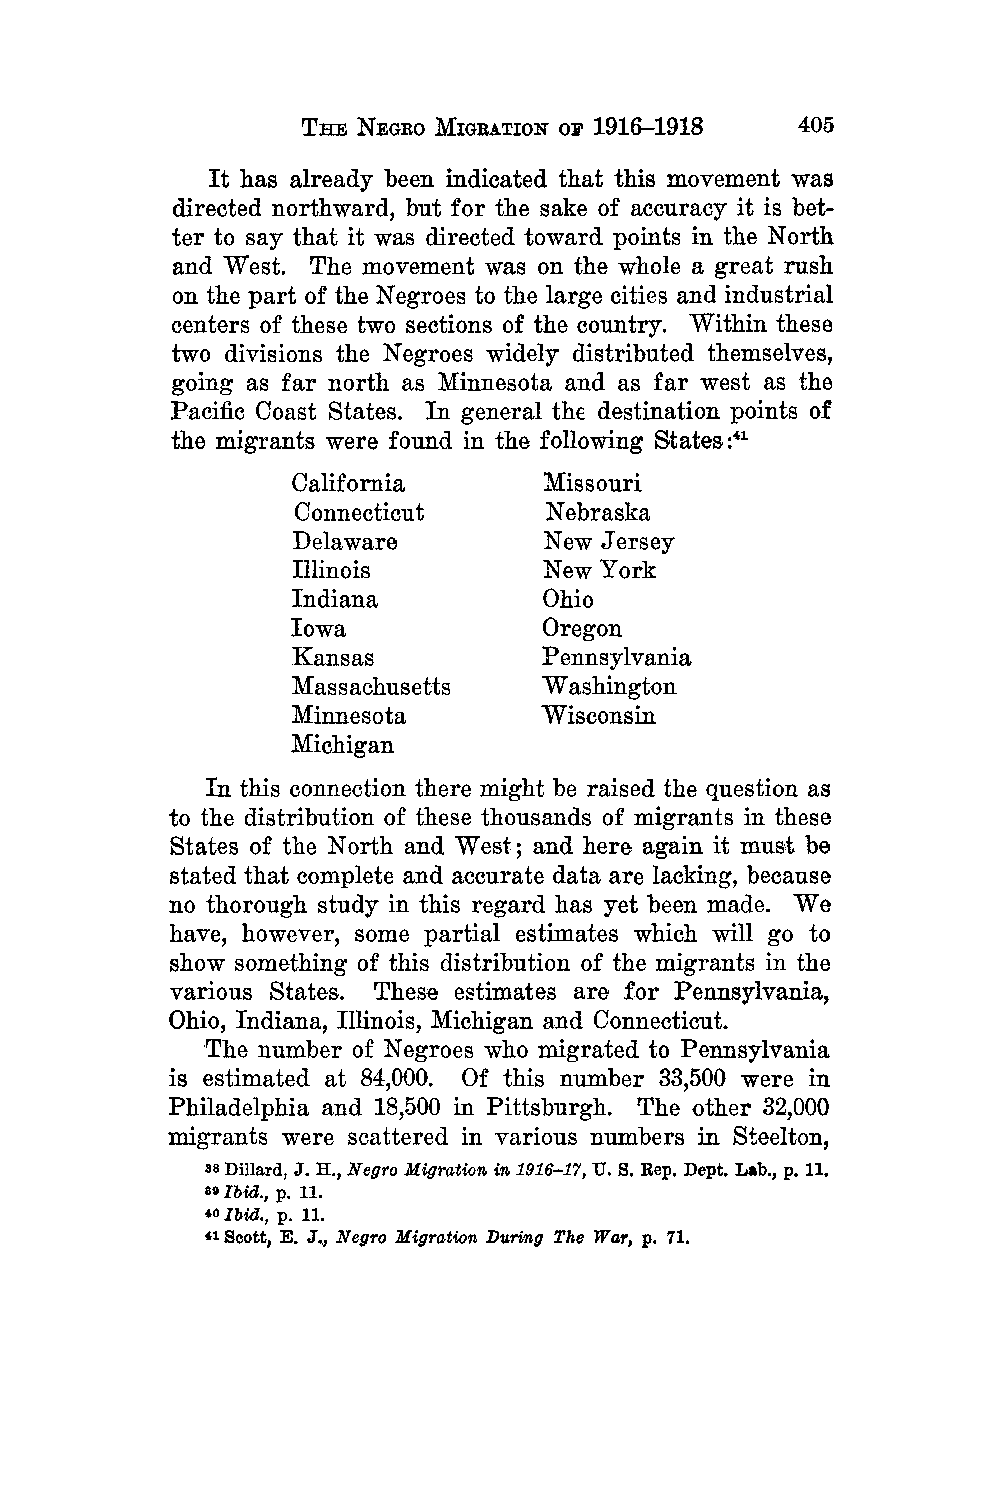 THE NEGRO MIGRATION OF 1916–1918 405
It has already been indicated that this movement was
directed northward, but for the sake of accuracy it is bet-
ter to say that it was directed toward points in the North
and West. The movement was on the whole a great rush
on the part of the Negroes to the large cities and industrial
centers of these two sections of the country. Within these
two divisions the Negroes widely distributed themselves,
going as far north as Minnesota and as far west as the
Pacific Coast States. In general the destination points of
the migrants were found in the following States:⁴¹
California
Connecticut
Delaware
Illinois
Indiana
Iowa
Kansas
Massachusetts
Minnesota
Michigan
Missouri
Nebraska
New Jersey
New York
Ohio
Oregon
Pennsylvania
Washington
Wisconsin
In this connection there might be raised the question as
to the distribution of these thousands of migrants in these
States of the North and West; and here again it must be
stated that complete and accurate data are lacking, because
no thorough study in this regard has yet been made. We
have, however, some partial estimates which will go to
show something of this distribution of the migrants in the
various States. These estimates are for Pennsylvania,
Ohio, Indiana, Illinois, Michigan and Connecticut.
The number of Negroes who migrated to Pennsylvania
is estimated at 84,000. Of this number 33,500 were in
Philadelphia and 18,500 in Pittsburgh. The other 32,000
migrants were scattered in various numbers in Steelton,
³⁸ Dillard, J. H., Negro Migration in 1916–17, U. S. Rep. Dept. Lab., p. 11.
³⁹ Ibid., p. 11.
⁴⁰ Ibid., p. 11.
⁴¹ Scott, E. J., Negro Migration During The War, p. 71.